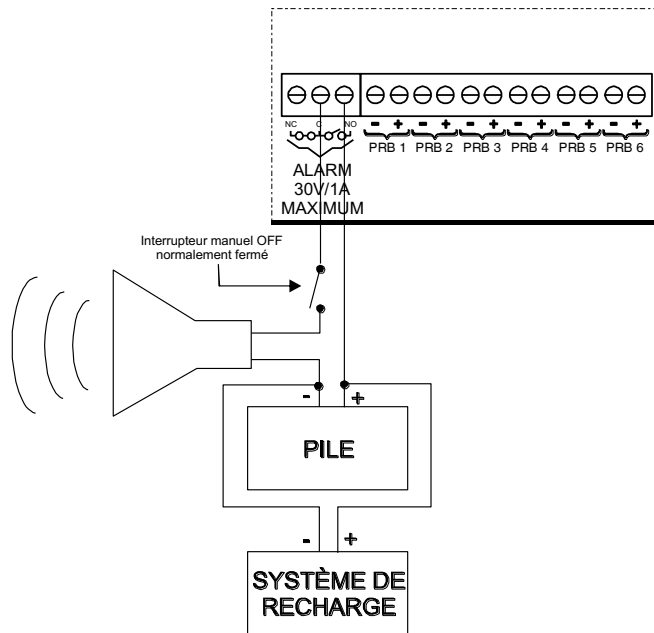 NC C NO
- + - + - + - + - + - +
PRB 1 PRB 2 PRB 3 PRB 4 PRB 5 PRB 6
ALARM
30V/1A
MAXIMUM
Interrupteur manuel OFF
normalement fermé
- +
PILE
- +
SYSTÈME DE
RECHARGE